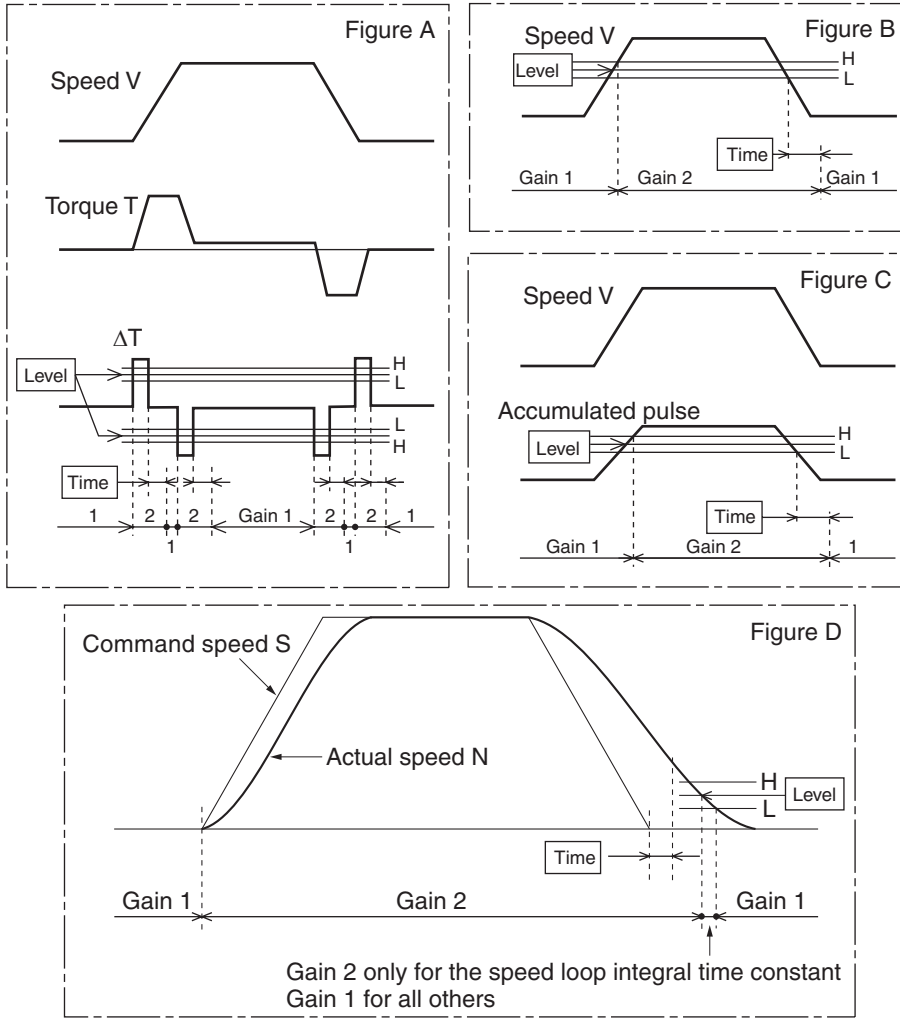 Figure A
Speed V
Torque T
ΔT
Level
H
L
L
H
Time
1
2
2
Gain 1
2
2
1
1
1
Figure B
Speed V
Level
H
L
Time
Gain 1
Gain 2
Gain 1
Figure C
Speed V
Accumulated pulse
Level
H
L
Time
Gain 1
Gain 2
1
Figure D
Command speed S
Actual speed N
H
Level
L
Time
Gain 1
Gain 2
Gain 1
Gain 2 only for the speed loop integral time constant
Gain 1 for all others